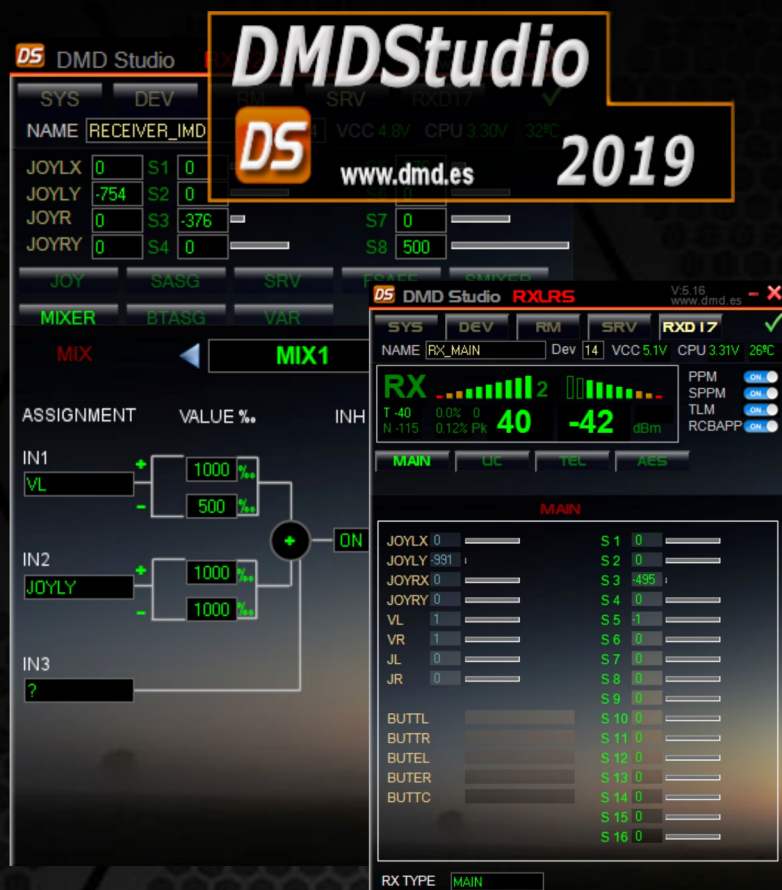 DS DMD Studio
DMDStudio
DS
www.dmd.es
2019
SYS DEV RM SRV RXD17
NAME RECEIVER_IMD VCC 4.8V CPU 3.30V 32ºC
JOYLX 0 S1 0
JOYLY -754 S2 0
JOYR 0 S3 -376 S7 0
JOYRY 0 S4 0 S8 500
JOY SASG SRV FSAFE SMIXER
MIXER BTASG VAR
MIX MIX1
ASSIGNMENT VALUE ‰ INH
IN1
VL
+ 1000 ‰
- 500 ‰
+ ON
IN2
JOYLY
+ 1000 ‰
- 1000 ‰
IN3
?
DS DMD Studio RXLRS V:5.16
www.dmd.es
SYS DEV RM SRV RXD17
NAME RX_MAIN Dev 14 VCC 5.1V CPU 3.31V 26ºC
RX 2
T -40 0.0% 0
N -115 0.12% Pk 40 -42 dBm
PPM ON
SPPM ON
TLM ON
RCBAPP ON
MAIN UC TEL AES
MAIN
JOYLX 0 S 1 0
JOYLY -991 S 2 0
JOYRX 0 S 3 -495
JOYRY 0 S 4 0
VL 1 S 5 -1
VR 1 S 6 0
JL 0 S 7 0
JR 0 S 8 0
S 9 0
BUTTL S 10 0
BUTTR S 11 0
BUTEL S 12 0
BUTER S 13 0
BUTTC S 14 0
S 15 0
S 16 0
RX TYPE MAIN